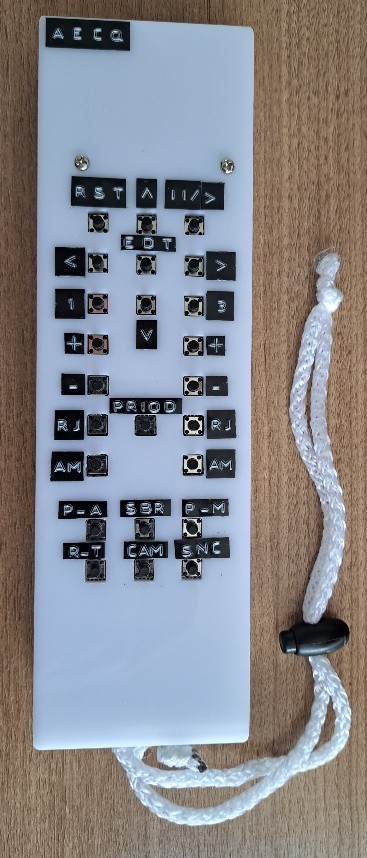 AECQ
RST ^ II/>
EDT
< >
1 3
+ v +
- -
PRIOD
RJ RJ
AM AM
P-A SBR P-M
R-T CAM SNC